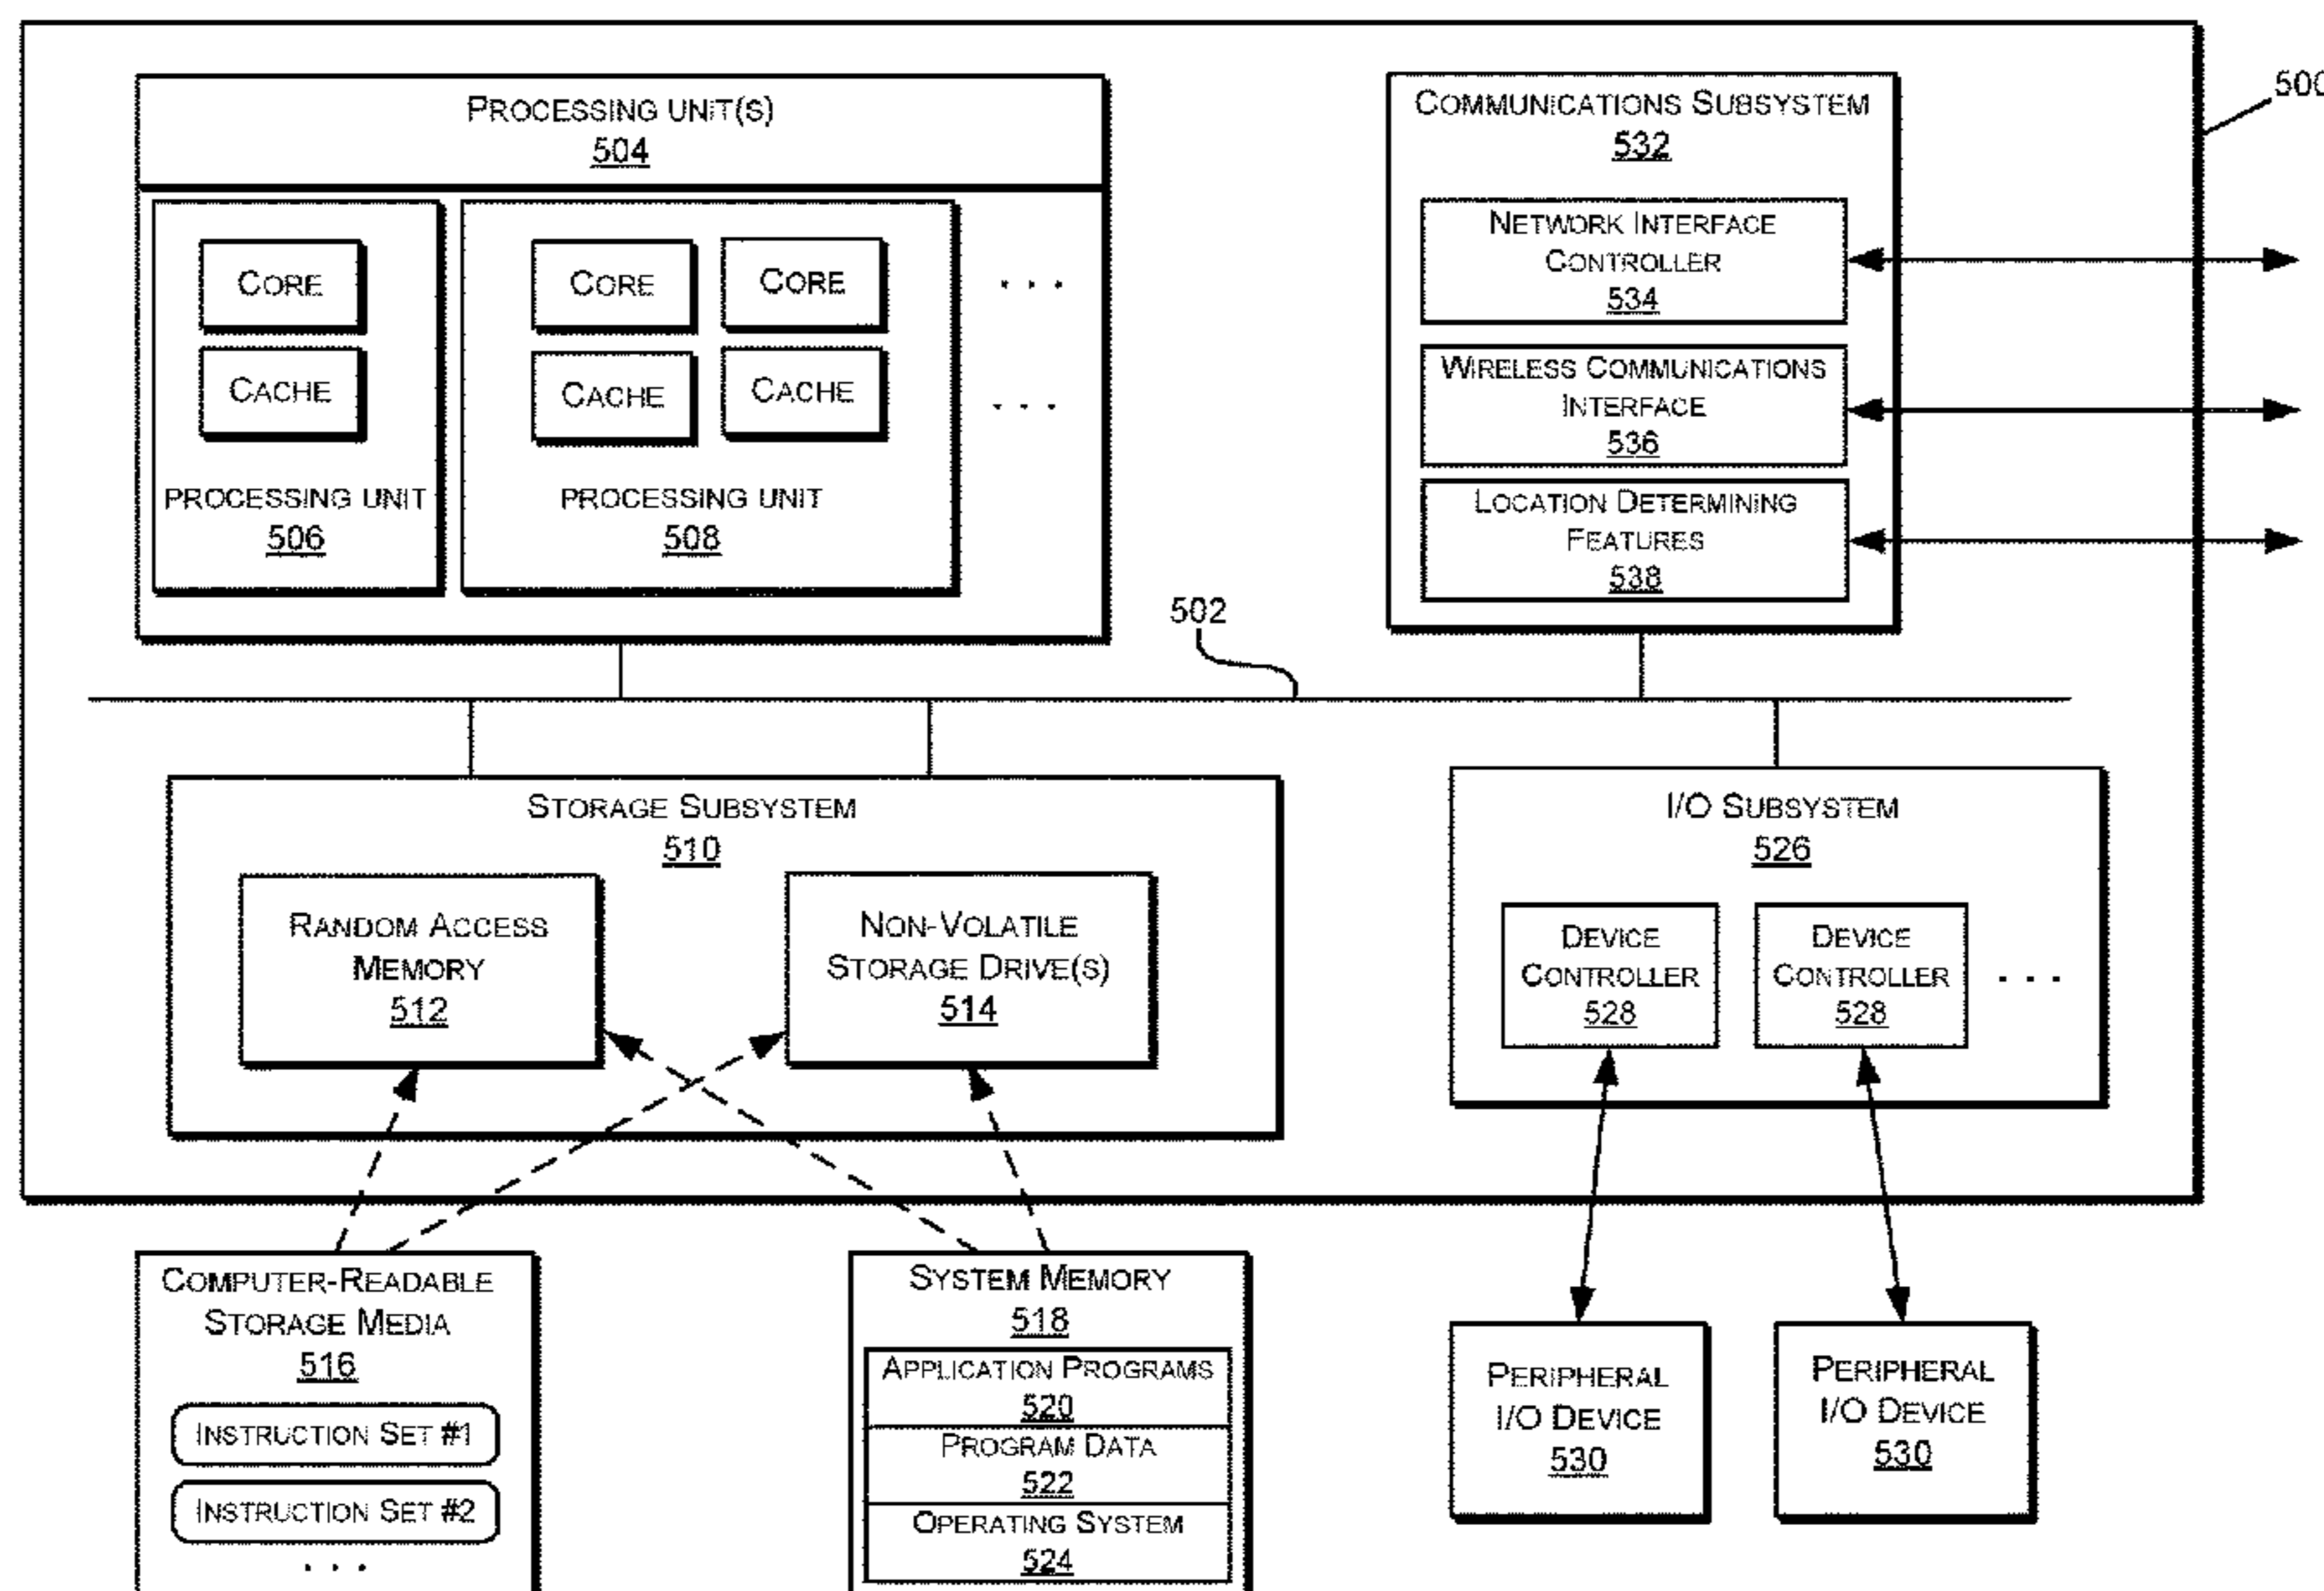 PROCESSING UNIT(S)
504
CORE
CACHE
PROCESSING UNIT
506
CORE
CORE
CACHE
CACHE
PROCESSING UNIT
508
. . .
. . .
COMMUNICATIONS SUBSYSTEM
532
NETWORK INTERFACE
CONTROLLER
534
WIRELESS COMMUNICATIONS
INTERFACE
536
LOCATION DETERMINING
FEATURES
538
500
502
STORAGE SUBSYSTEM
510
RANDOM ACCESS
MEMORY
512
NON-VOLATILE
STORAGE DRIVE(S)
514
I/O SUBSYSTEM
526
DEVICE
CONTROLLER
528
DEVICE
CONTROLLER
528
. . .
COMPUTER-READABLE
STORAGE MEDIA
516
INSTRUCTION SET #1
INSTRUCTION SET #2
. . .
SYSTEM MEMORY
518
APPLICATION PROGRAMS
520
PROGRAM DATA
522
OPERATING SYSTEM
524
PERIPHERAL
I/O DEVICE
530
PERIPHERAL
I/O DEVICE
530